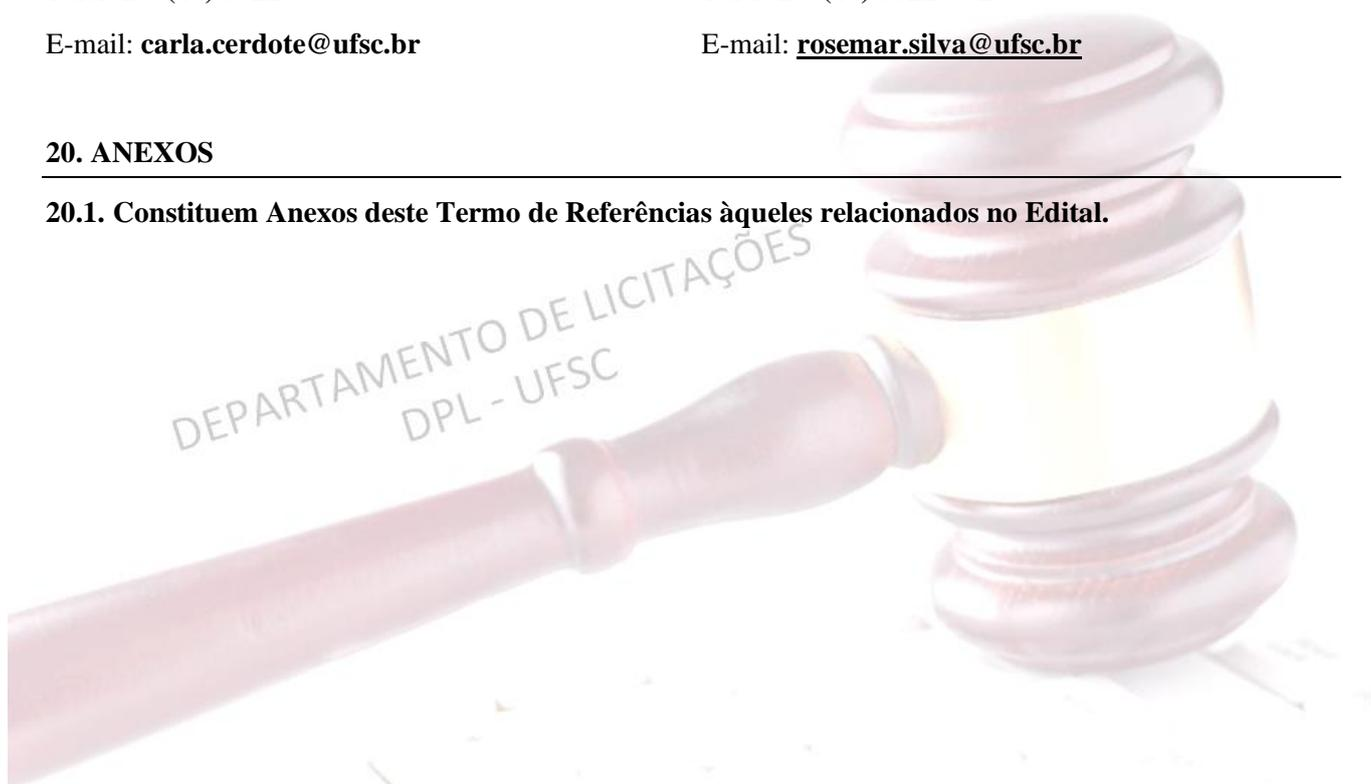 E-mail: carla.cerdote@ufsc.br
E-mail: rosemar.silva@ufsc.br
20. ANEXOS
20.1. Constituem Anexos deste Termo de Referências àqueles relacionados no Edital.
DEPARTAMENTO DE LICITAÇÕES
DPL - UFSC